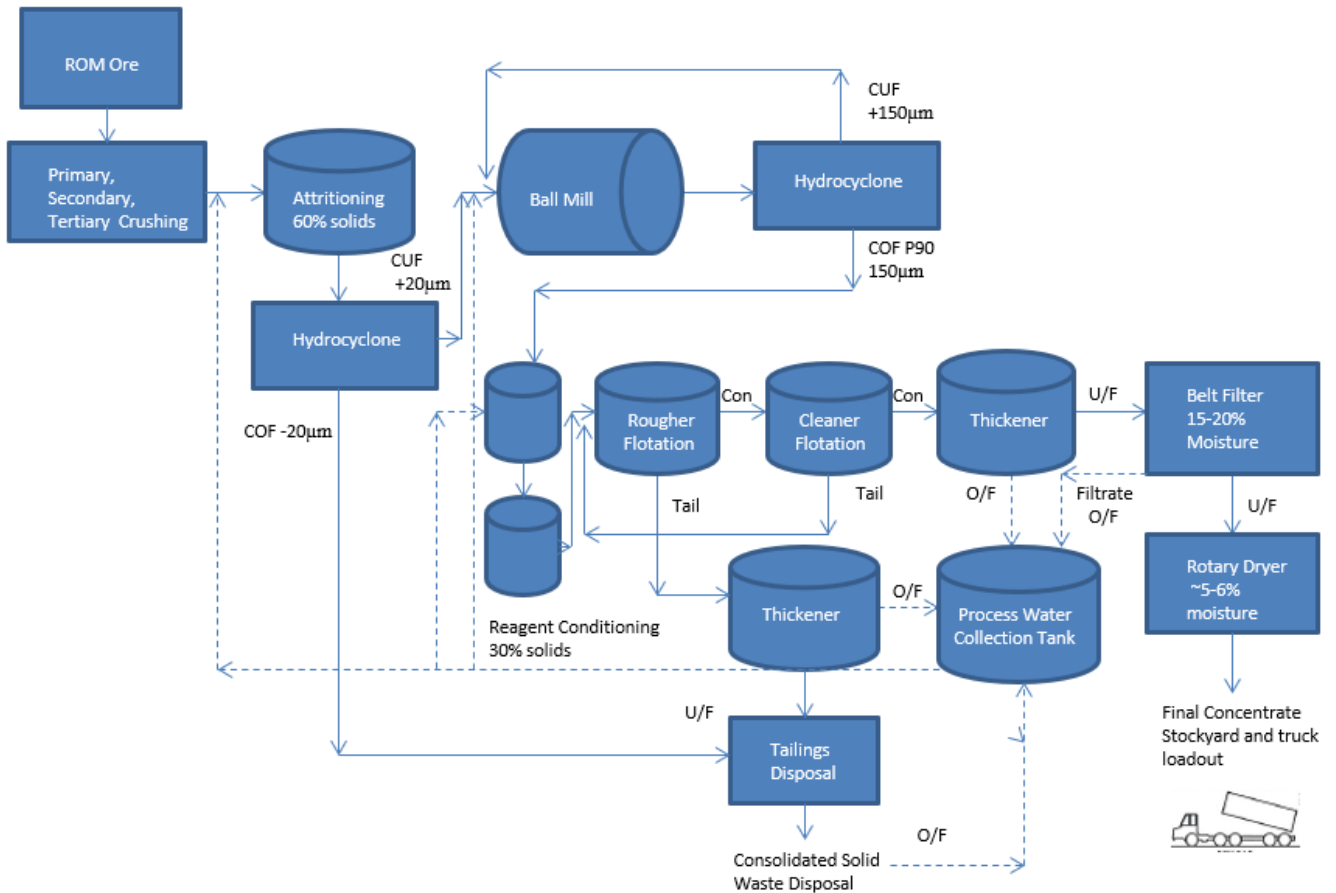 ROM Ore
Primary,
Secondary,
Tertiary Crushing
Attritioning
60% solids
CUF
+20µm
Hydrocyclone
COF -20µm
Ball Mill
CUF
+150µm
Hydrocyclone
COF P90
150µm
Reagent Conditioning
30% solids
Rougher
Flotation
Con
Cleaner
Flotation
Con
Thickener
U/F
Belt Filter
15-20%
Moisture
Tail
Tail
O/F
Filtrate
O/F
U/F
Thickener
O/F
Process Water
Collection Tank
Rotary Dryer
~5-6%
moisture
U/F
Tailings
Disposal
O/F
Consolidated Solid
Waste Disposal
Final Concentrate
Stockyard and truck
loadout